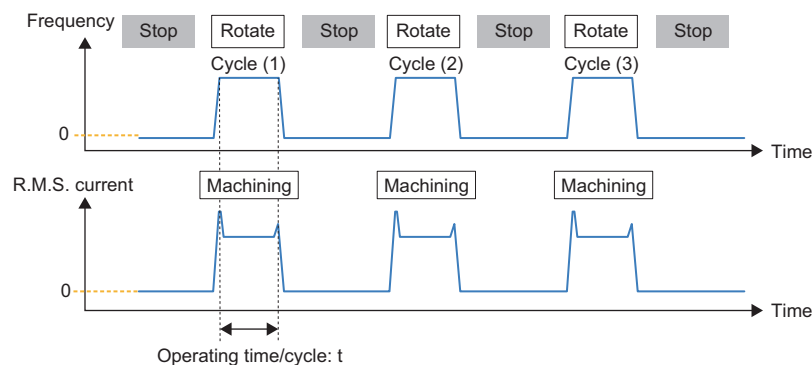 Frequency
Stop
Rotate
Stop
Rotate
Stop
Rotate
Stop
Cycle (1)
Cycle (2)
Cycle (3)
0
Time
R.M.S. current
Machining
Machining
Machining
0
Time
Operating time/cycle: t